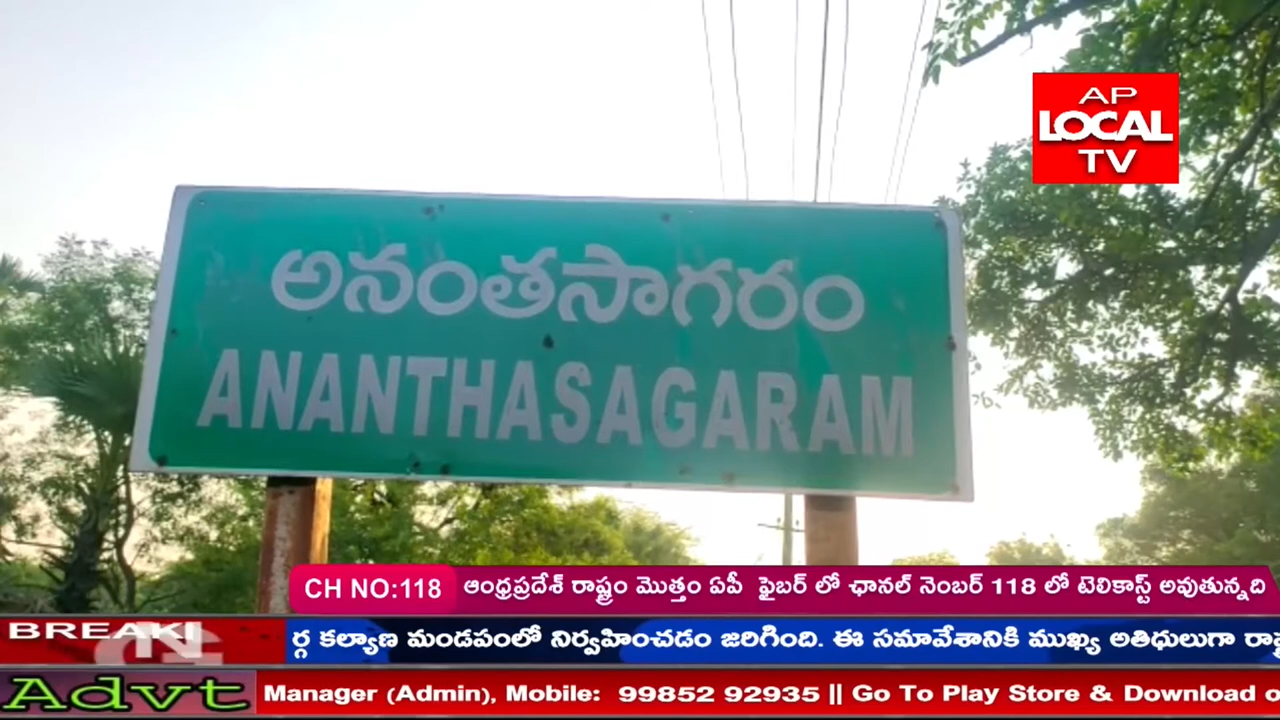 AP
LOCAL
TV
అనంతసాగరం
ANANTHASAGARAM
CH NO:118 ఆంధ్రప్రదేశ్ రాష్ట్రం మొత్తం ఏపీ ఫైబర్ లో ఛానల్ నెంబర్ 118 లో టెలికాస్ట్ అవుతున్నది
కల్యాణ మండపంలో నిర్వహించడం జరిగింది. ఈ సమావేశానికి ముఖ్య అతిధులుగా
Advt Manager (Admin), Mobile: 99852 92935 || Go To Play Store & Download